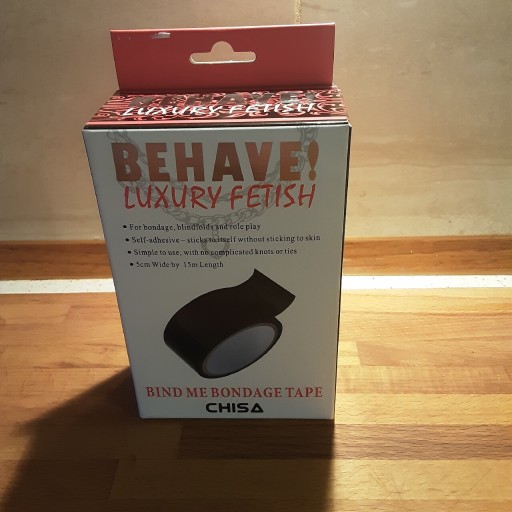 BEHAVE!
LUXURY FETISH
BEHAVE!
LUXURY FETISH
• For bondage, blindfolds and role play
• Self-adhesive – sticks to itself without sticking to skin
• Simple to use, with no complicated knots or ties
• 5cm Wide by 15m Length
BIND ME BONDAGE TAPE
CHISA